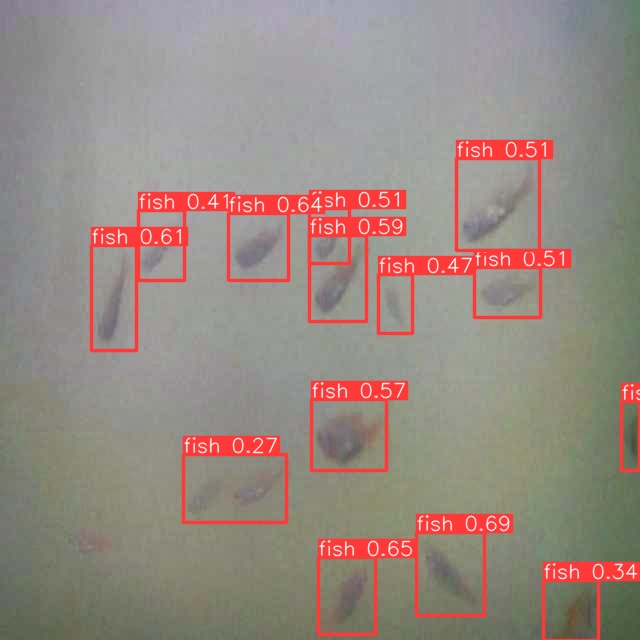 fish 0.51
fish 0.41
fish 0.64
fish 0.51
fish 0.59
fish 0.61
fish 0.47
fish 0.51
fish 0.57
fis
fish 0.27
fish 0.69
fish 0.65
fish 0.34